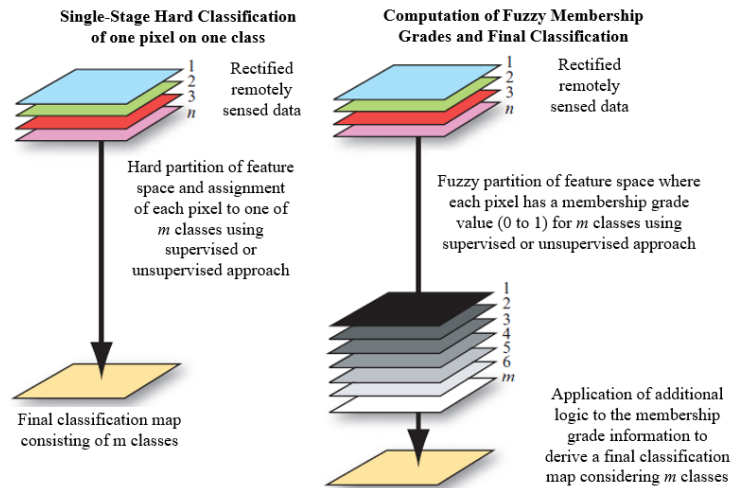 Single-Stage Hard Classification
of one pixel on one class
1
2
3
n
Rectified
remotely
sensed data
Hard partition of feature
space and assignment
of each pixel to one of
m classes using
supervised or
unsupervised approach
Final classification map
consisting of m classes
Computation of Fuzzy Membership
Grades and Final Classification
1
2
3
n
Rectified
remotely
sensed data
Fuzzy partition of feature space where
each pixel has a membership grade
value (0 to 1) for m classes using
supervised or unsupervised approach
1
2
3
4
5
6
m
Application of additional
logic to the membership
grade information to
derive a final classification
map considering m classes